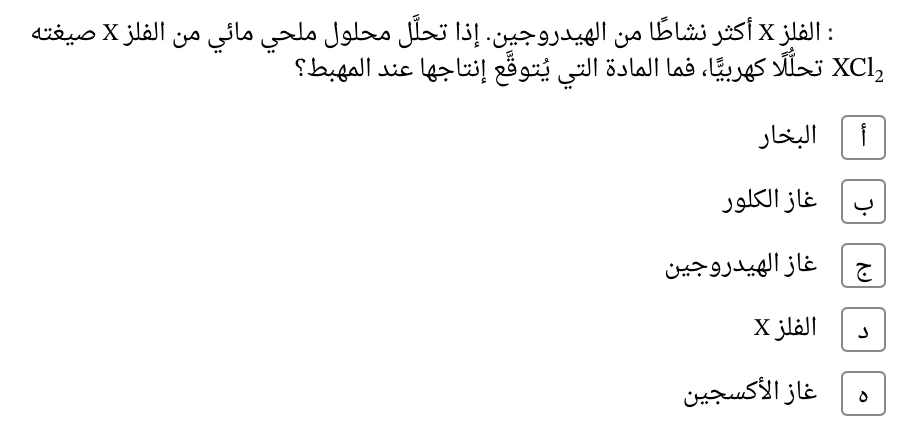 : الفلز X أكثر نشاطًا من الهيدروجين. إذا تحلَّل محلول ملحي مائي من الفلز X صيغته
XCl₂ تحلُّلًا كهربيًّا، فما المادة التي يُتوقَّع إنتاجها عند المهبط؟
أ البخار
ب غاز الكلور
ج غاز الهيدروجين
د الفلز X
ه غاز الأكسجين